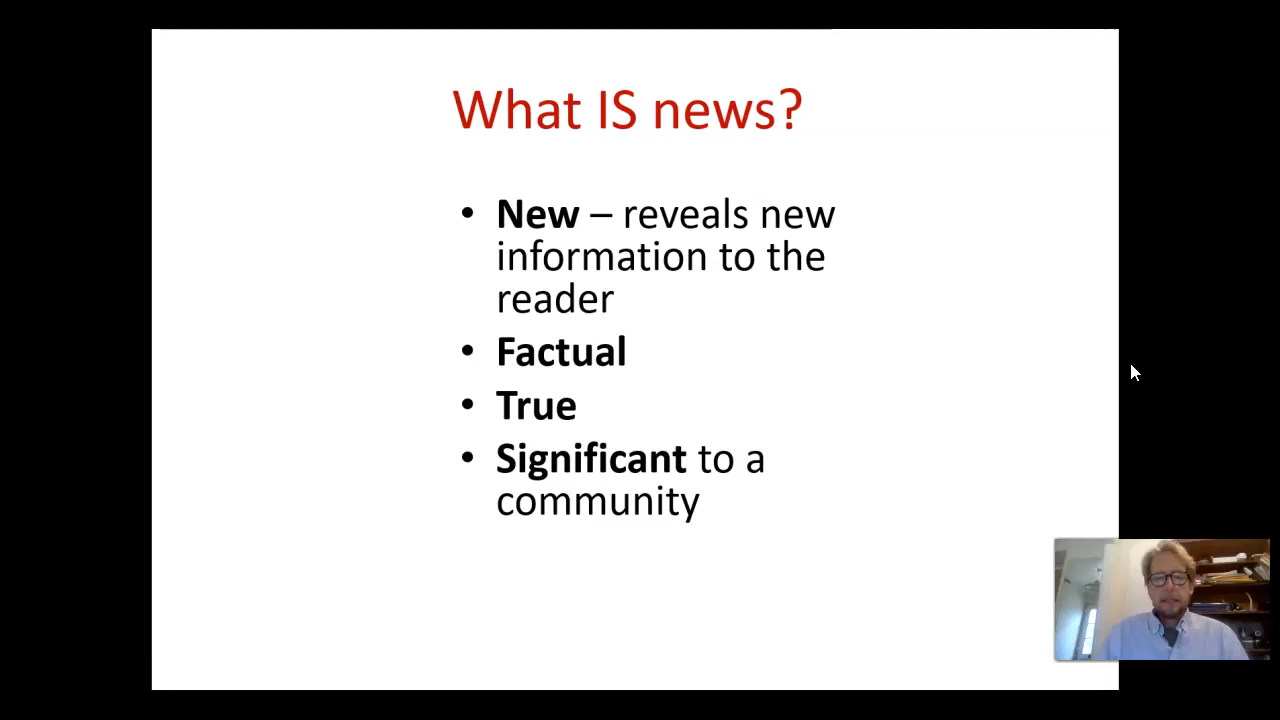 What IS news?
• New – reveals new
information to the
reader
• Factual
• True
• Significant to a
community